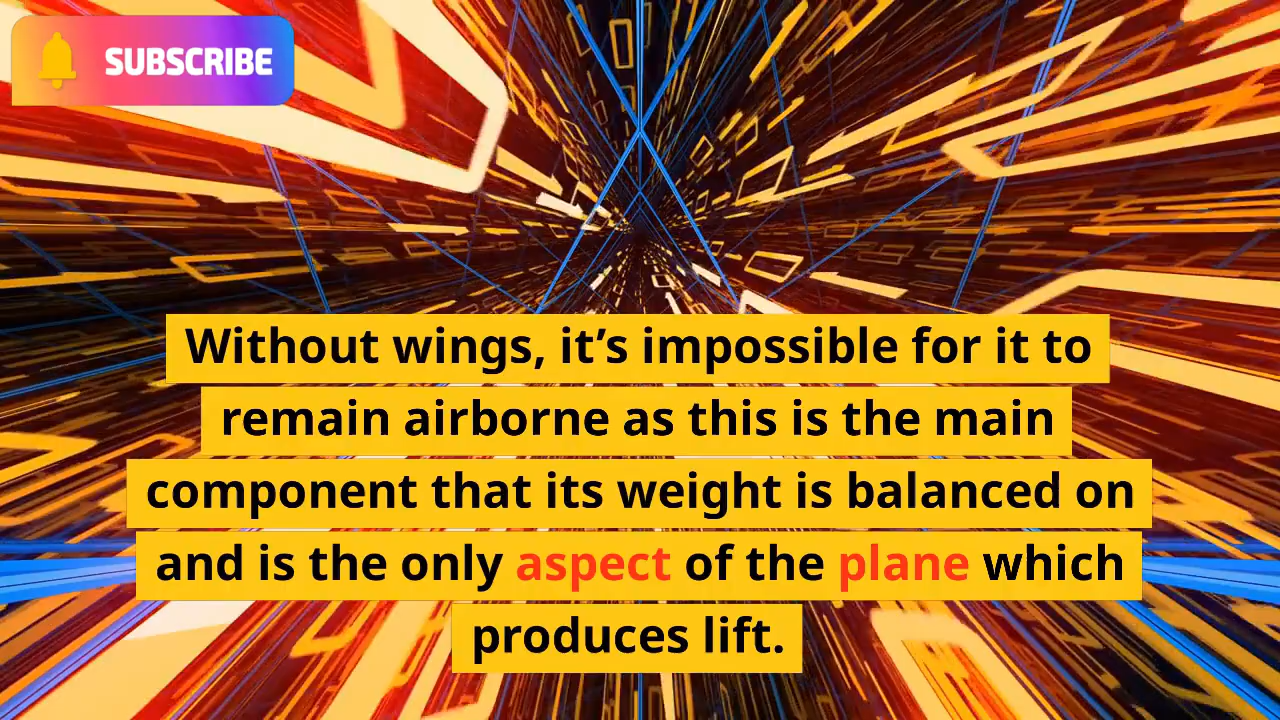 SUBSCRIBE
Without wings, it’s impossible for it to
remain airborne as this is the main
component that its weight is balanced on
and is the only aspect of the plane which
produces lift.